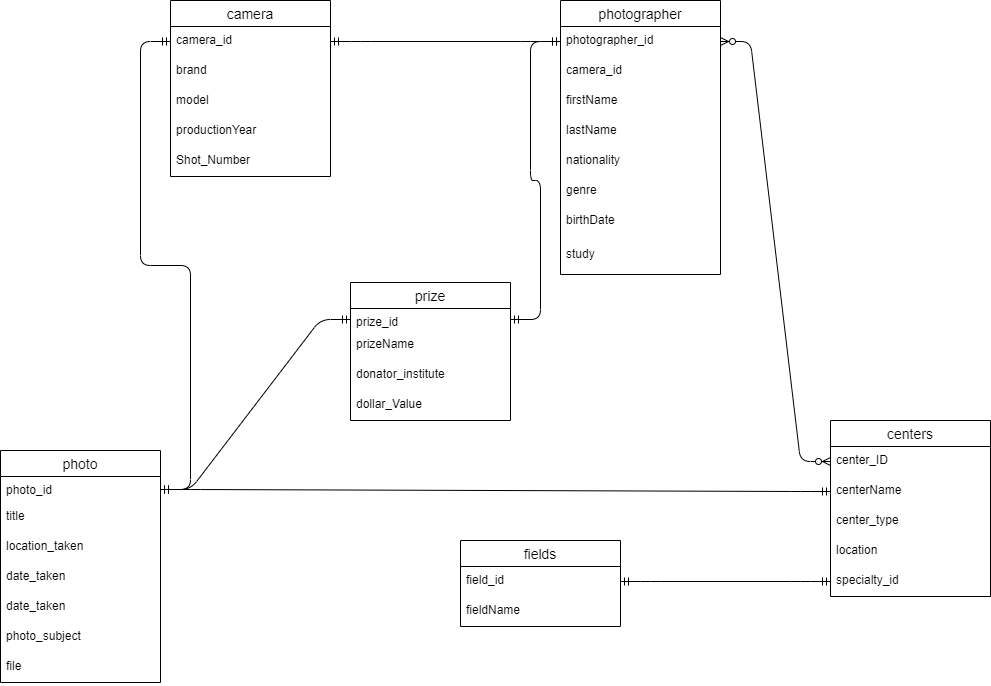 camera
camera_id
brand
model
productionYear
Shot_Number
photographer
photographer_id
camera_id
firstName
lastName
nationality
genre
birthDate
study
prize
prize_id
prizeName
donator_institute
dollar_Value
centers
center_ID
centerName
center_type
location
specialty_id
photo
photo_id
title
location_taken
date_taken
date_taken
photo_subject
file
fields
field_id
fieldName